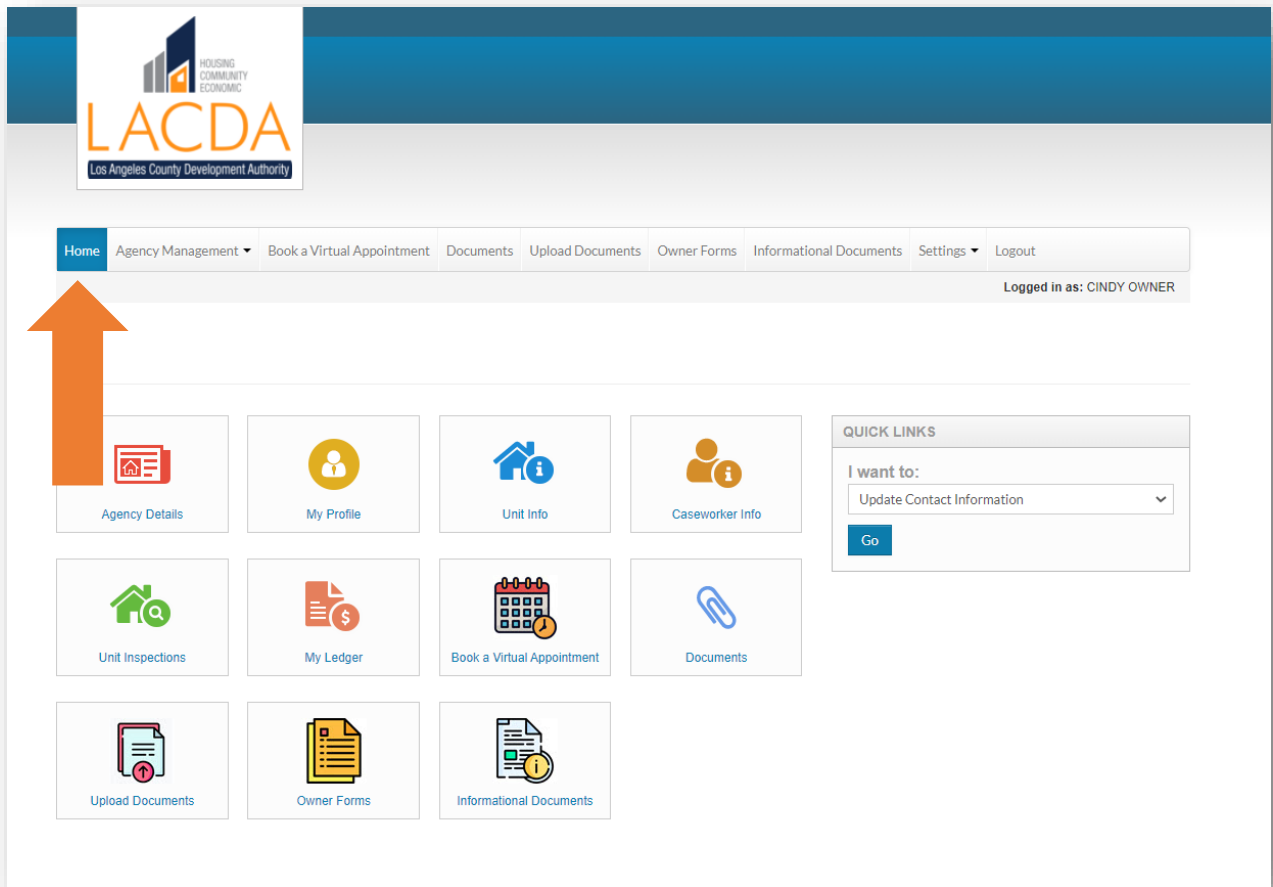 HOUSING
COMMUNITY
ECONOMIC
LACDA
Los Angeles County Development Authority
Home Agency Management Book a Virtual Appointment Documents Upload Documents Owner Forms Informational Documents Settings Logout
Logged in as: CINDY OWNER
Agency Details My Profile Unit Info Caseworker Info
QUICK LINKS
I want to:
Update Contact Information
Go
Unit Inspections My Ledger Book a Virtual Appointment Documents
Upload Documents Owner Forms Informational Documents